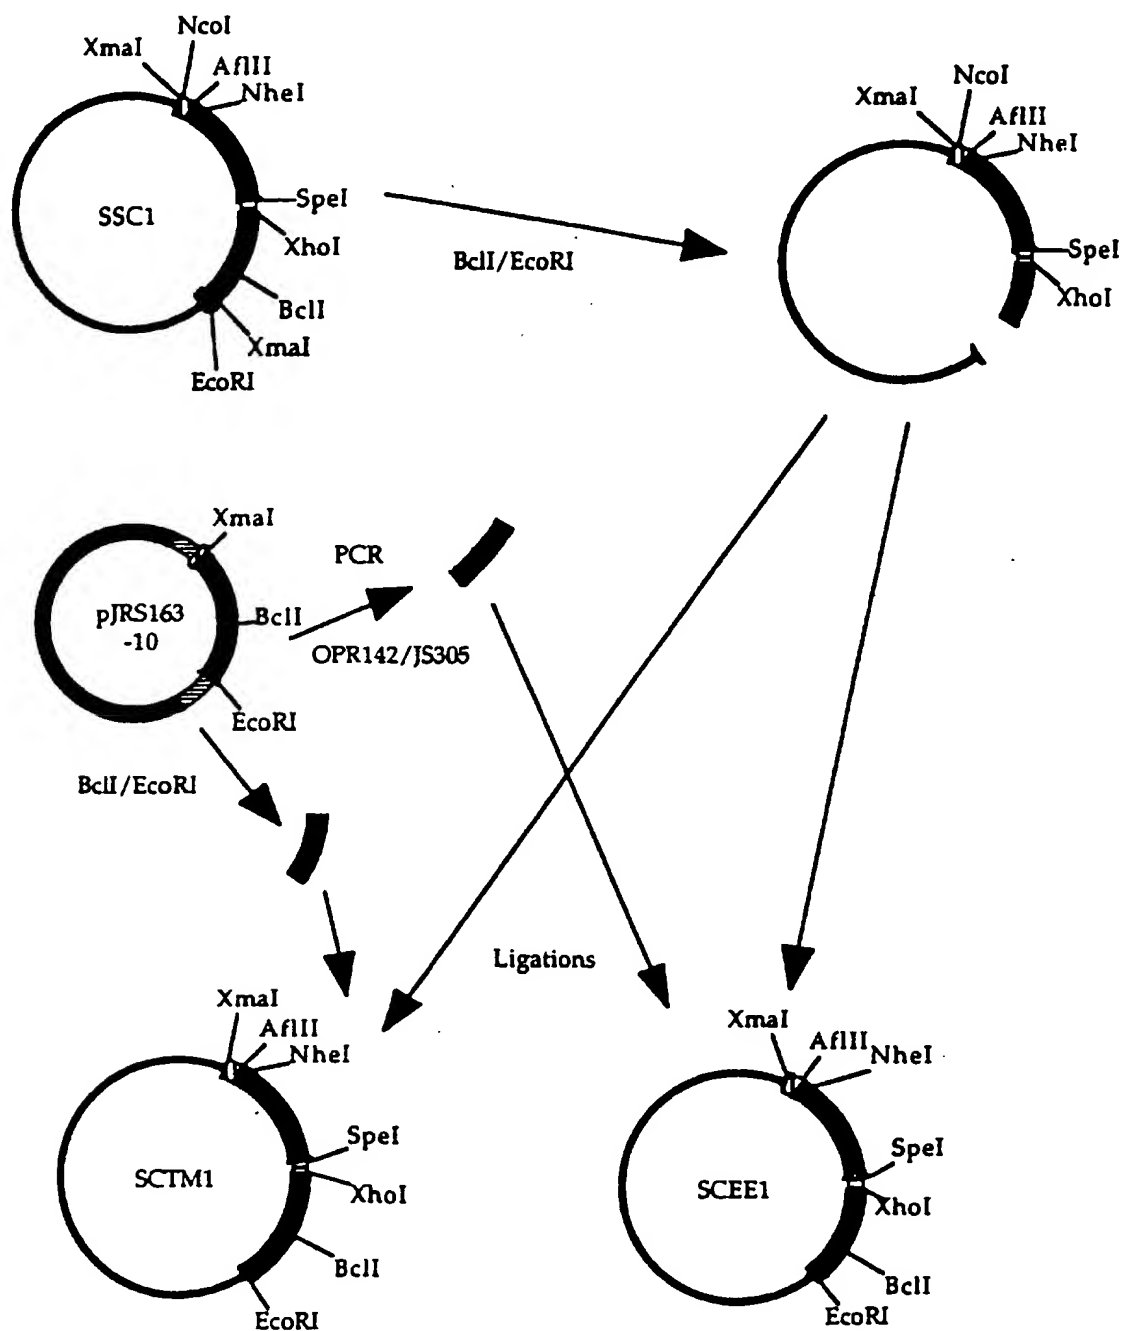 NcoI
XmaI
AflII
NheI
SSC1
SpeI
XhoI
BclI
XmaI
EcoRI
BclI/EcoRI
NcoI
XmaI
AflII
NheI
SpeI
XhoI
XmaI
pJRS163
-10
BclI
EcoRI
PCR
OPR142/JS305
BclI/EcoRI
Ligations
XmaI
AflII
NheI
SpeI
SCTM1
XhoI
BclI
EcoRI
XmaI
AflII
NheI
SpeI
SCEE1
XhoI
BclI
EcoRI